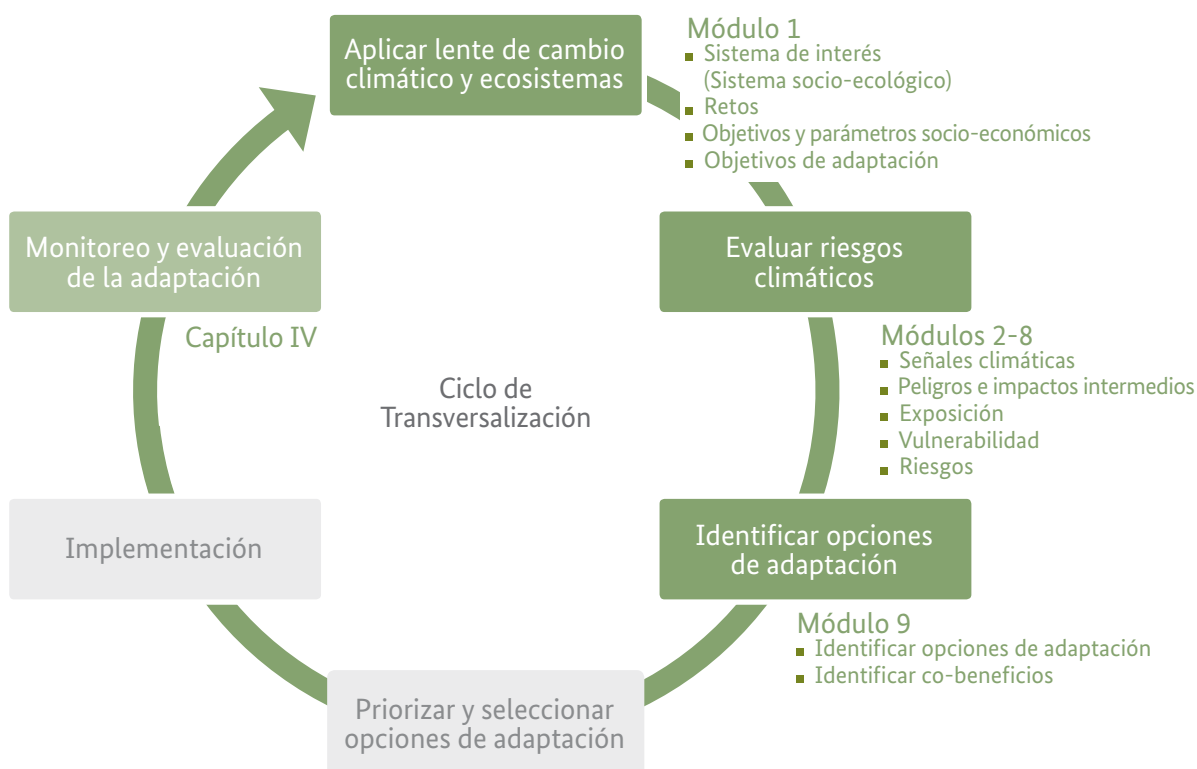 Aplicar lente de cambio
climático y ecosistemas
Módulo 1
Sistema de interés
(Sistema socio-ecológico)
Retos
Objetivos y parámetros socio-económicos
Objetivos de adaptación
Evaluar riesgos
climáticos
Módulos 2-8
Señales climáticas
Peligros e impactos intermedios
Exposición
Vulnerabilidad
Riesgos
Identificar opciones
de adaptación
Módulo 9
Identificar opciones de adaptación
Identificar co-beneficios
Priorizar y seleccionar
opciones de adaptación
Implementación
Monitoreo y evaluación
de la adaptación
Capítulo IV
Ciclo de
Transversalización